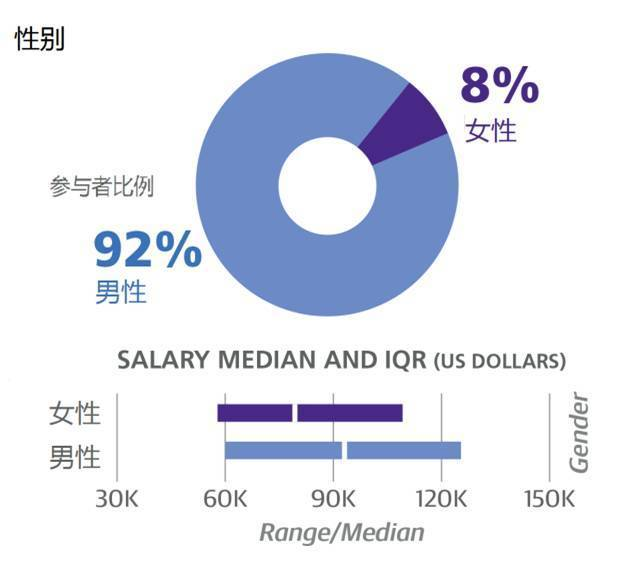 性别
8%
女性
参与者比例
92%
男性
SALARY MEDIAN AND IQR (US DOLLARS)
女性
男性
Gender
30K 60K 90K 120K 150K
Range/Median